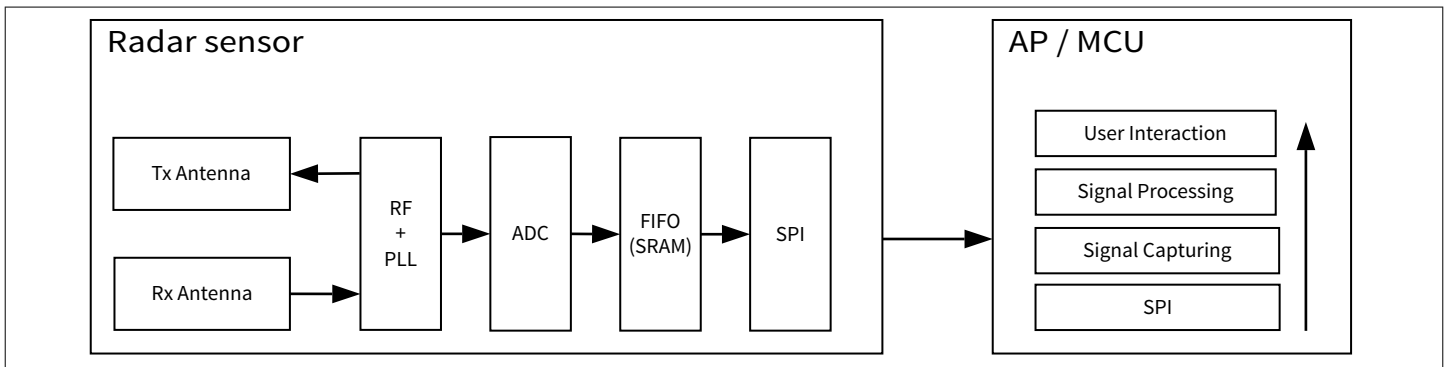 Radar sensor
Tx Antenna
Rx Antenna
RF
+
PLL
ADC
FIFO
(SRAM)
SPI
AP / MCU
User Interaction
Signal Processing
Signal Capturing
SPI